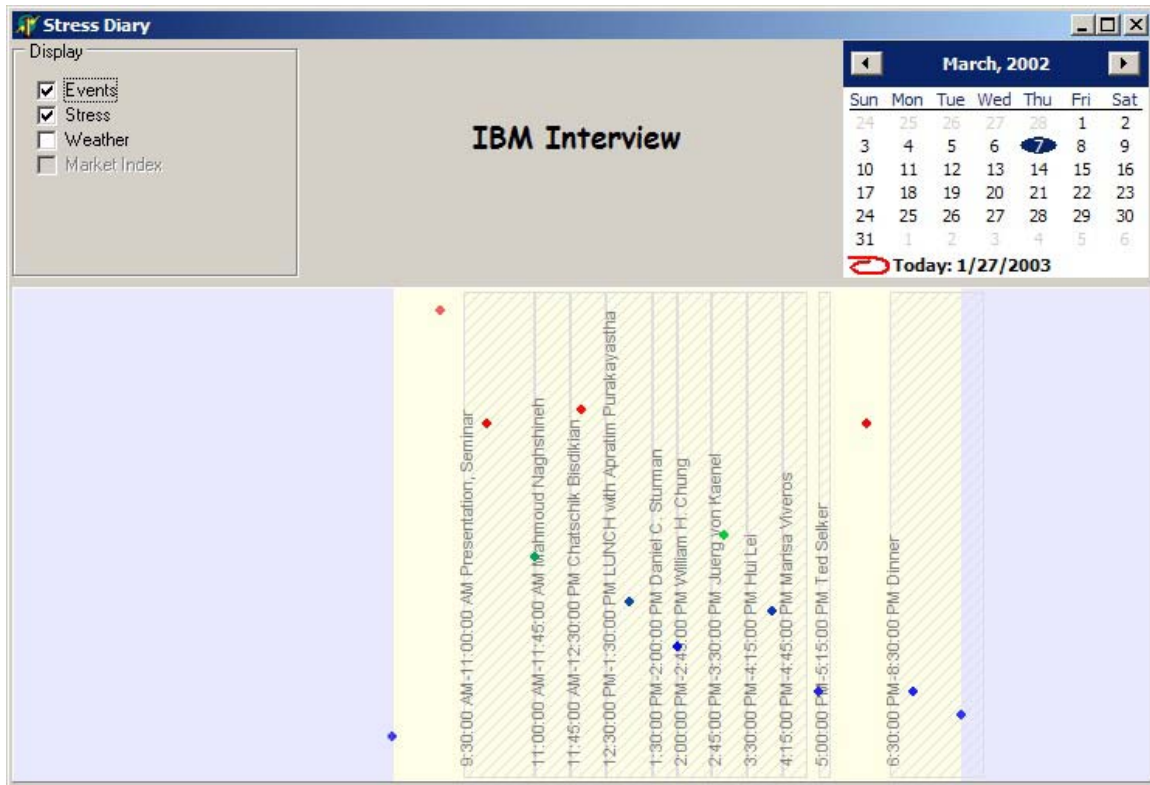 Stress Diary
Display
Events
Stress
Weather
Market Index
IBM Interview
March, 2002
Sun Mon Tue Wed Thu Fri Sat
24 25 26 27 28 1 2
3 4 5 6 7 8 9
10 11 12 13 14 15 16
17 18 19 20 21 22 23
24 25 26 27 28 29 30
31 1 2 3 4 5 6
Today: 1/27/2003
9:30:00 AM-11:00:00 AM Presentation, Seminar
11:00:00 AM-11:45:00 AM Mahmoud Naghshineh
11:45:00 AM-12:30:00 PM Chatschik Bisdikian
12:30:00 PM-1:30:00 PM LUNCH with Apratim Purakayastha
1:30:00 PM-2:00:00 PM Daniel C. Sturman
2:00:00 PM-2:45:00 PM William H. Chung
2:45:00 PM-3:30:00 PM Juerg von Kaenel
3:30:00 PM-4:15:00 PM Hui Lei
4:15:00 PM-4:45:00 PM Marisa Viveros
5:00:00 PM-5:15:00 PM Ted Selker
6:30:00 PM-8:30:00 PM Dinner